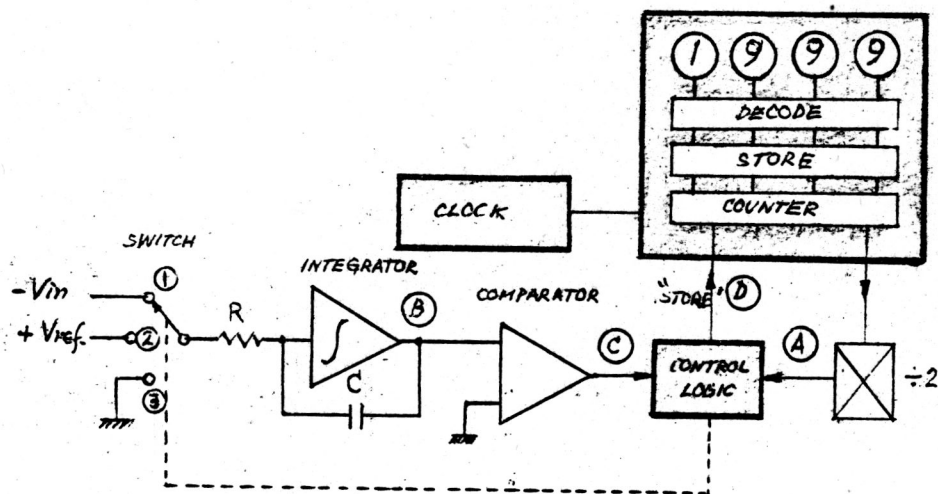 1 9 9 9
DECODE
STORE
COUNTER
CLOCK
SWITCH
1
-Vin
+Vref.
2
3
R
INTEGRATOR
∫
C
B
COMPARATOR
C
"STORE"
D
CONTROL
LOGIC
A
÷2